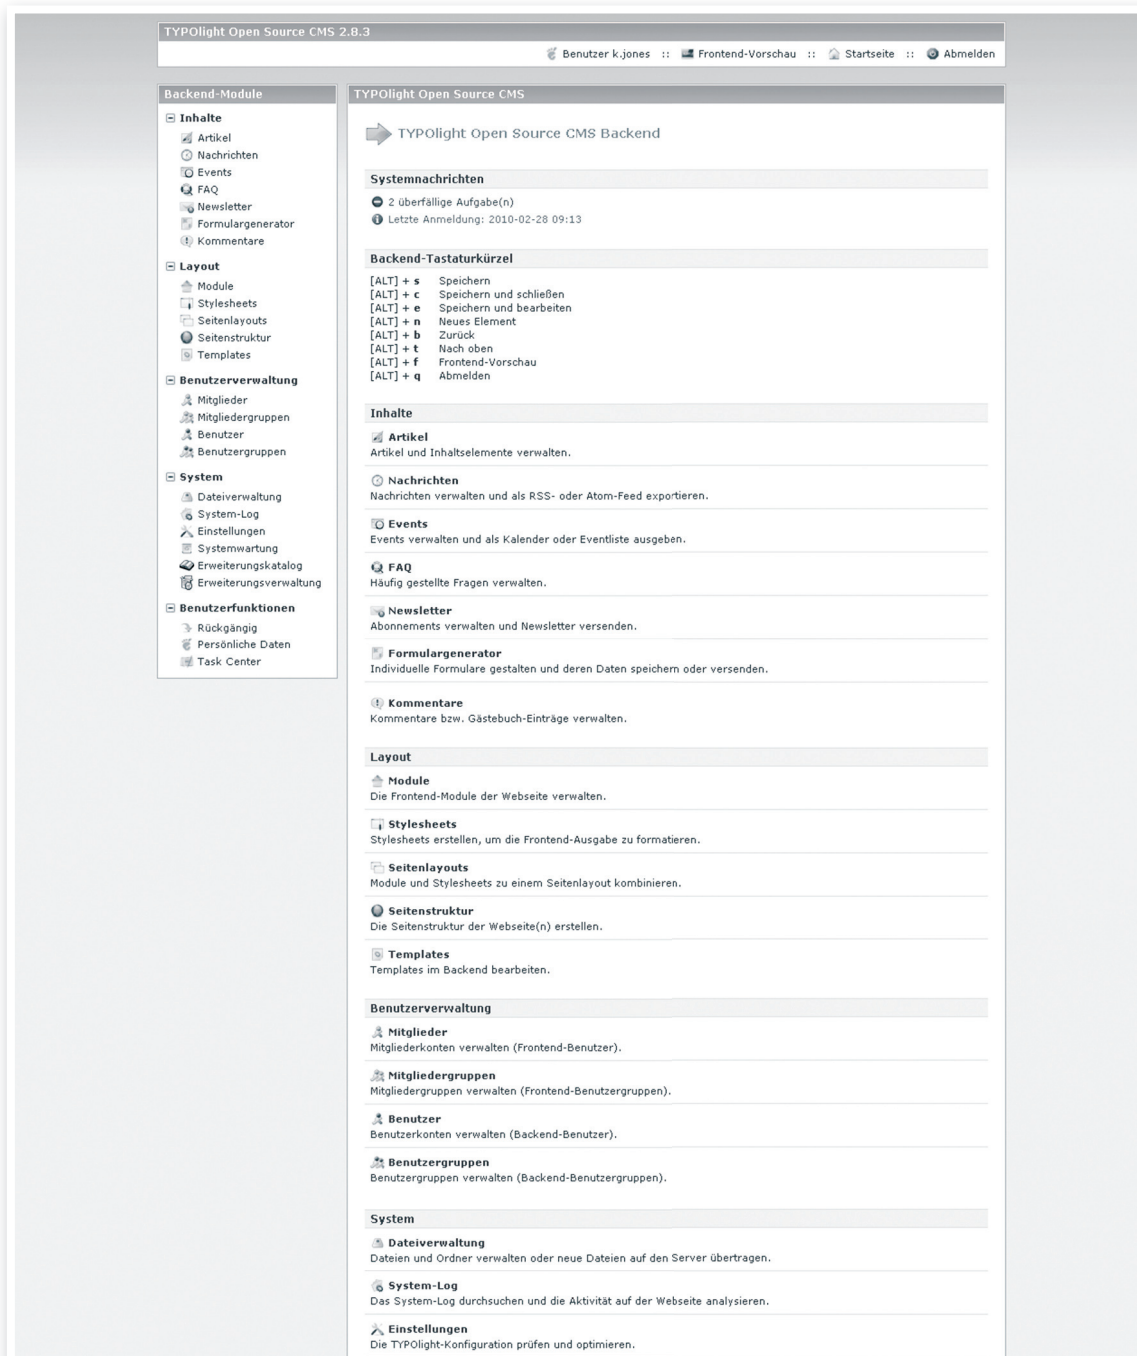 TYPOlight Open Source CMS 2.8.3
Benutzer k.jones :: Frontend-Vorschau :: Startseite :: Abmelden
Backend-Module
Inhalte
Artikel
Nachrichten
Events
FAQ
Newsletter
Formulargenerator
Kommentare
Layout
Module
Stylesheets
Seitenlayouts
Seitenstruktur
Templates
Benutzerverwaltung
Mitglieder
Mitgliedergruppen
Benutzer
Benutzergruppen
System
Dateiverwaltung
System-Log
Einstellungen
Systemwartung
Erweiterungskatalog
Erweiterungsverwaltung
Benutzerfunktionen
Rückgängig
Persönliche Daten
Task Center
TYPOlight Open Source CMS
TYPOlight Open Source CMS Backend
Systemnachrichten
2 überfällige Aufgabe(n)
Letzte Anmeldung: 2010-02-28 09:13
Backend-Tastaturkürzel
[ALT] + s Speichern
[ALT] + c Speichern und schließen
[ALT] + e Speichern und bearbeiten
[ALT] + n Neues Element
[ALT] + b Zurück
[ALT] + t Nach oben
[ALT] + f Frontend-Vorschau
[ALT] + q Abmelden
Inhalte
Artikel
Artikel und Inhaltselemente verwalten.
Nachrichten
Nachrichten verwalten und als RSS- oder Atom-Feed exportieren.
Events
Events verwalten und als Kalender oder Eventliste ausgeben.
FAQ
Häufig gestellte Fragen verwalten.
Newsletter
Abonnements verwalten und Newsletter versenden.
Formulargenerator
Individuelle Formulare gestalten und deren Daten speichern oder versenden.
Kommentare
Kommentare bzw. Gästebuch-Einträge verwalten.
Layout
Module
Die Frontend-Module der Webseite verwalten.
Stylesheets
Stylesheets erstellen, um die Frontend-Ausgabe zu formatieren.
Seitenlayouts
Module und Stylesheets zu einem Seitenlayout kombinieren.
Seitenstruktur
Die Seitenstruktur der Webseite(n) erstellen.
Templates
Templates im Backend bearbeiten.
Benutzerverwaltung
Mitglieder
Mitgliederkonten verwalten (Frontend-Benutzer).
Mitgliedergruppen
Mitgliedergruppen verwalten (Frontend-Benutzergruppen).
Benutzer
Benutzerkonten verwalten (Backend-Benutzer).
Benutzergruppen
Benutzergruppen verwalten (Backend-Benutzergruppen).
System
Dateiverwaltung
Dateien und Ordner verwalten oder neue Dateien auf den Server übertragen.
System-Log
Das System-Log durchsuchen und die Aktivität auf der Webseite analysieren.
Einstellungen
Die TYPOlight-Konfiguration prüfen und optimieren.